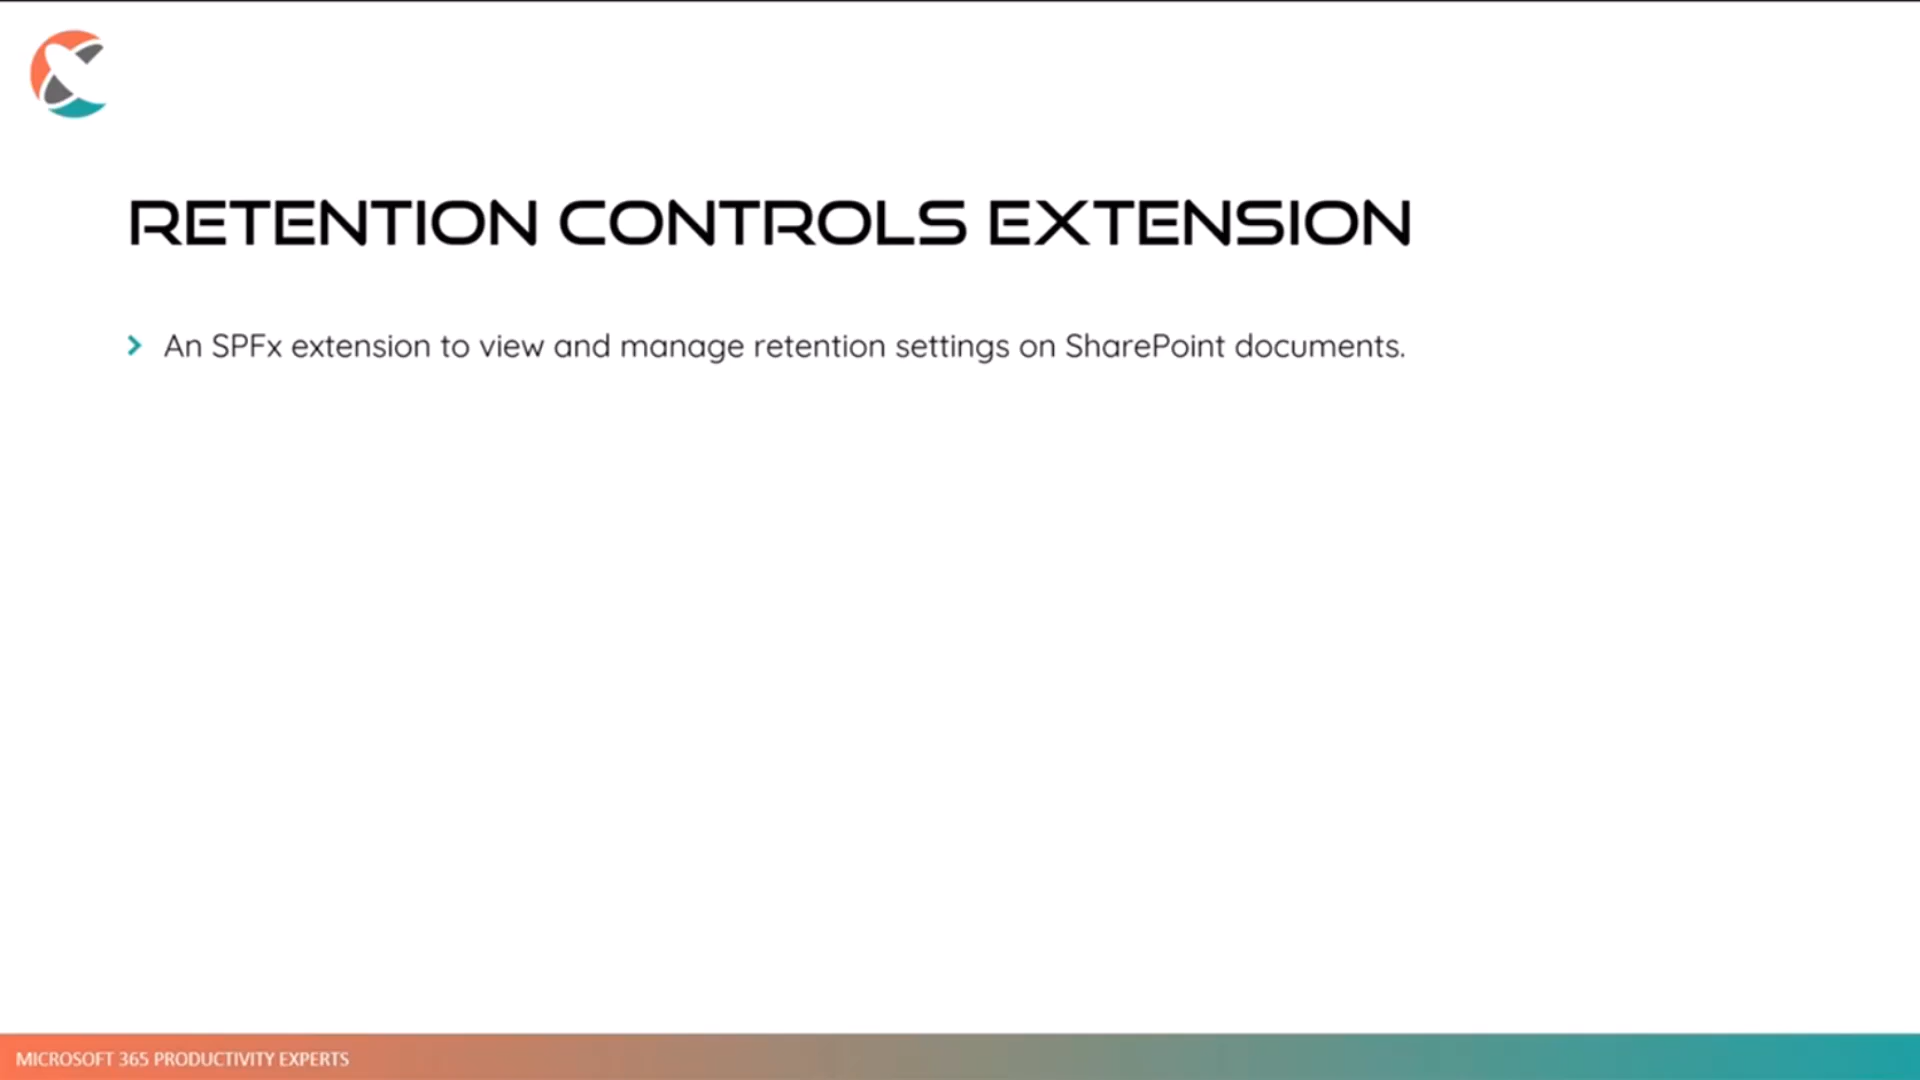 RETENTION CONTROLS EXTENSION
An SPFx extension to view and manage retention settings on SharePoint documents.
MICROSOFT 365 PRODUCTIVITY EXPERTS